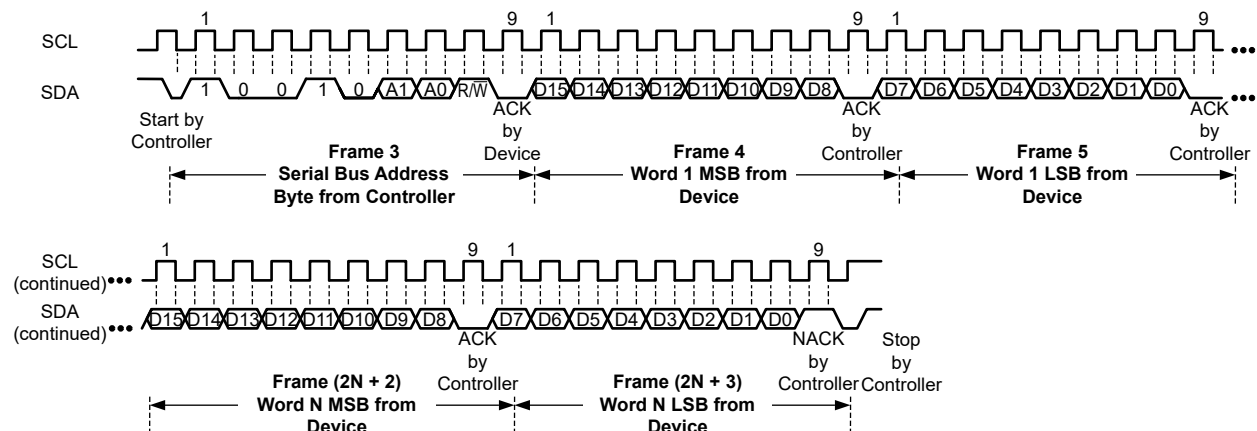 1 9 1 9 1 9
SCL
SDA
1 0 0 1 0 A1 A0 R/W̅ D15 D14 D13 D12 D11 D10 D9 D8 D7 D6 D5 D4 D3 D2 D1 D0
Start by
Controller
ACK
by
Device
ACK
by
Controller
ACK
by
Controller
Frame 3
Serial Bus Address
Byte from Controller
Frame 4
Word 1 MSB from
Device
Frame 5
Word 1 LSB from
Device
1 9 1 9
SCL
(continued)
SDA
(continued)
D15 D14 D13 D12 D11 D10 D9 D8 D7 D6 D5 D4 D3 D2 D1 D0
ACK
by
Controller
NACK
by
Controller
Stop
by
Controller
Frame (2N + 2)
Word N MSB from
Device
Frame (2N + 3)
Word N LSB from
Device